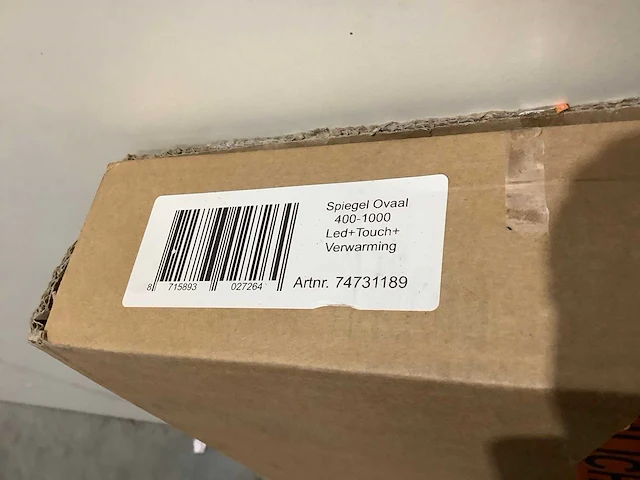 Spiegel Ovaal
400-1000
Led+Touch+
Verwarming
8 715893 027264
Artnr. 74731189